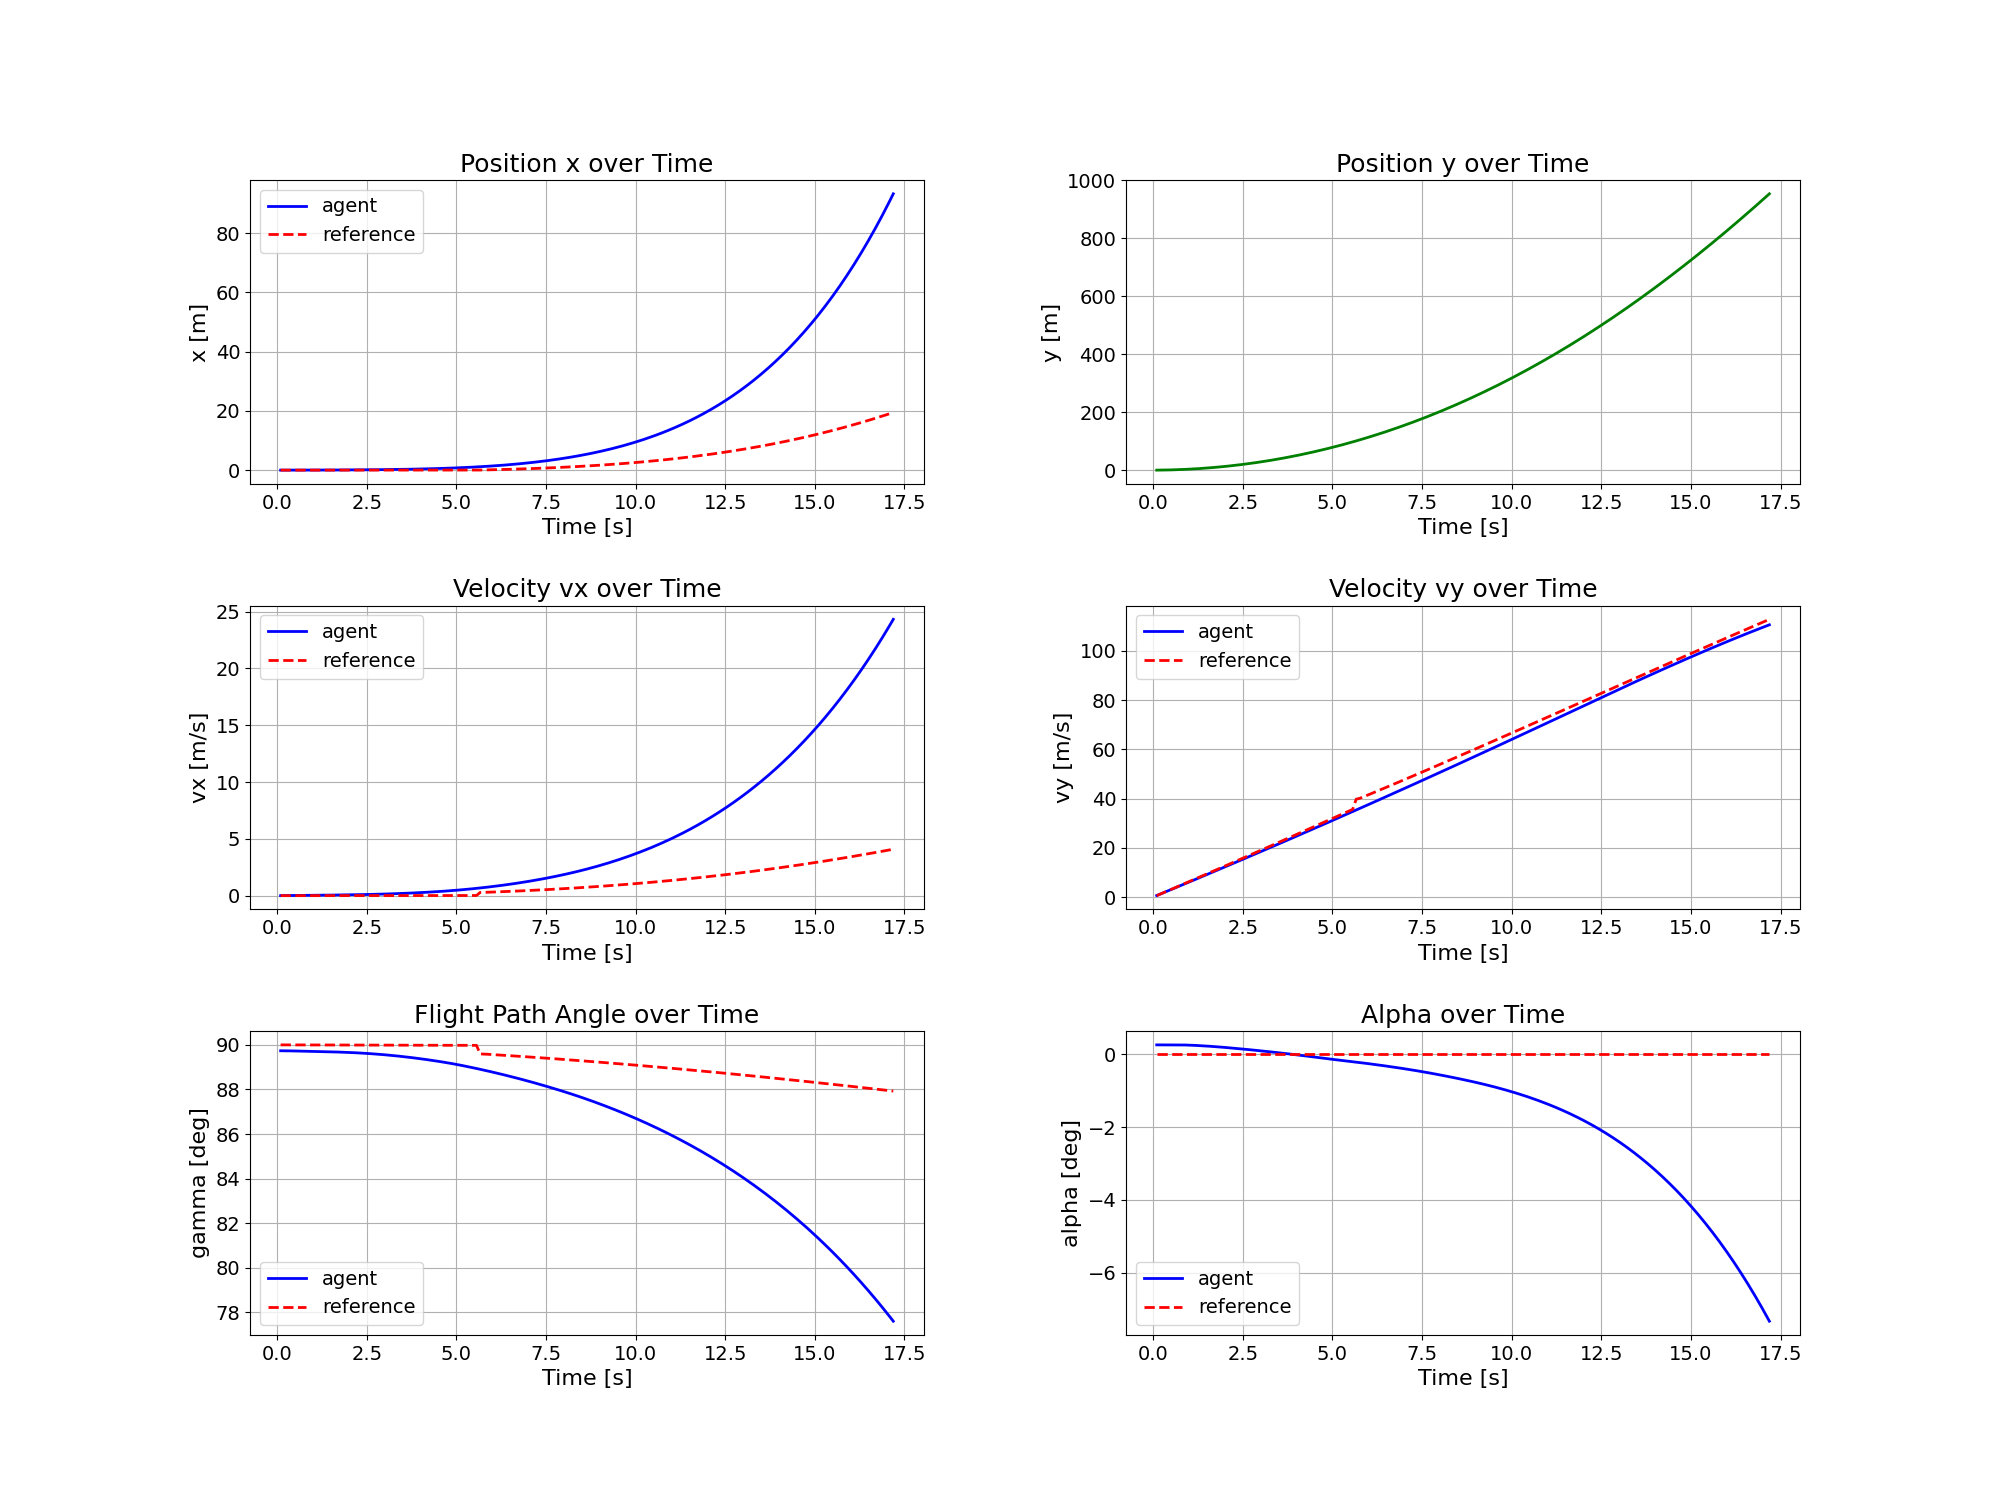 Position x over Time
agent
reference
x [m]
80
60
40
20
0
0.0 2.5 5.0 7.5 10.0 12.5 15.0 17.5
Time [s]
Position y over Time
y [m]
1000
800
600
400
200
0
0.0 2.5 5.0 7.5 10.0 12.5 15.0 17.5
Time [s]
Velocity vx over Time
agent
reference
vx [m/s]
25
20
15
10
5
0
0.0 2.5 5.0 7.5 10.0 12.5 15.0 17.5
Time [s]
Velocity vy over Time
agent
reference
vy [m/s]
100
80
60
40
20
0
0.0 2.5 5.0 7.5 10.0 12.5 15.0 17.5
Time [s]
Flight Path Angle over Time
gamma [deg]
90
88
86
84
82
80
78
agent
reference
0.0 2.5 5.0 7.5 10.0 12.5 15.0 17.5
Time [s]
Alpha over Time
alpha [deg]
0
−2
−4
−6
agent
reference
0.0 2.5 5.0 7.5 10.0 12.5 15.0 17.5
Time [s]